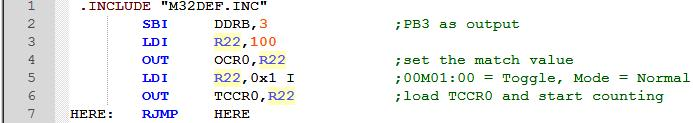 1 .INCLUDE "M32DEF.INC"
2 SBI DDRB,3 ;PB3 as output
3 LDI R22,100
4 OUT OCR0,R22 ;set the match value
5 LDI R22,0x1 I ;00M01:00 = Toggle, Mode = Normal
6 OUT TCCR0,R22 ;load TCCR0 and start counting
7 HERE: RJMP HERE